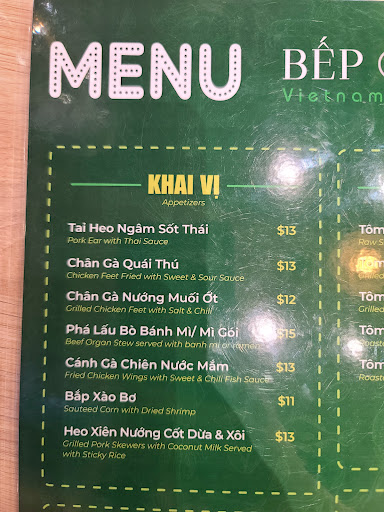 MENU
BẾP
Vietnam
KHAI VỊ
Appetizers
Tai Heo Ngâm Sốt Thái $13
Pork Ear with Thai Sauce
Chân Gà Quái Thú $13
Chicken Feet Fried with Sweet & Sour Sauce
Chân Gà Nướng Muối Ớt $12
Grilled Chicken Feet with Salt & Chili
Phá Lấu Bò Bánh Mì/ Mì Gói $15
Beef Organ Stew served with banh mi or ramen
Cánh Gà Chiên Nước Mắm $13
Fried Chicken Wings with Sweet & Chili Fish Sauce
Bắp Xào Bơ $11
Sauteed Corn with Dried Shrimp
Heo Xiên Nướng Cốt Dừa & Xôi $13
Grilled Pork Skewers with Coconut Milk Served
with Sticky Rice
Tôm
Raw S
Tôm
Grilled
Tôm
Roaste
Tôm
Roaste